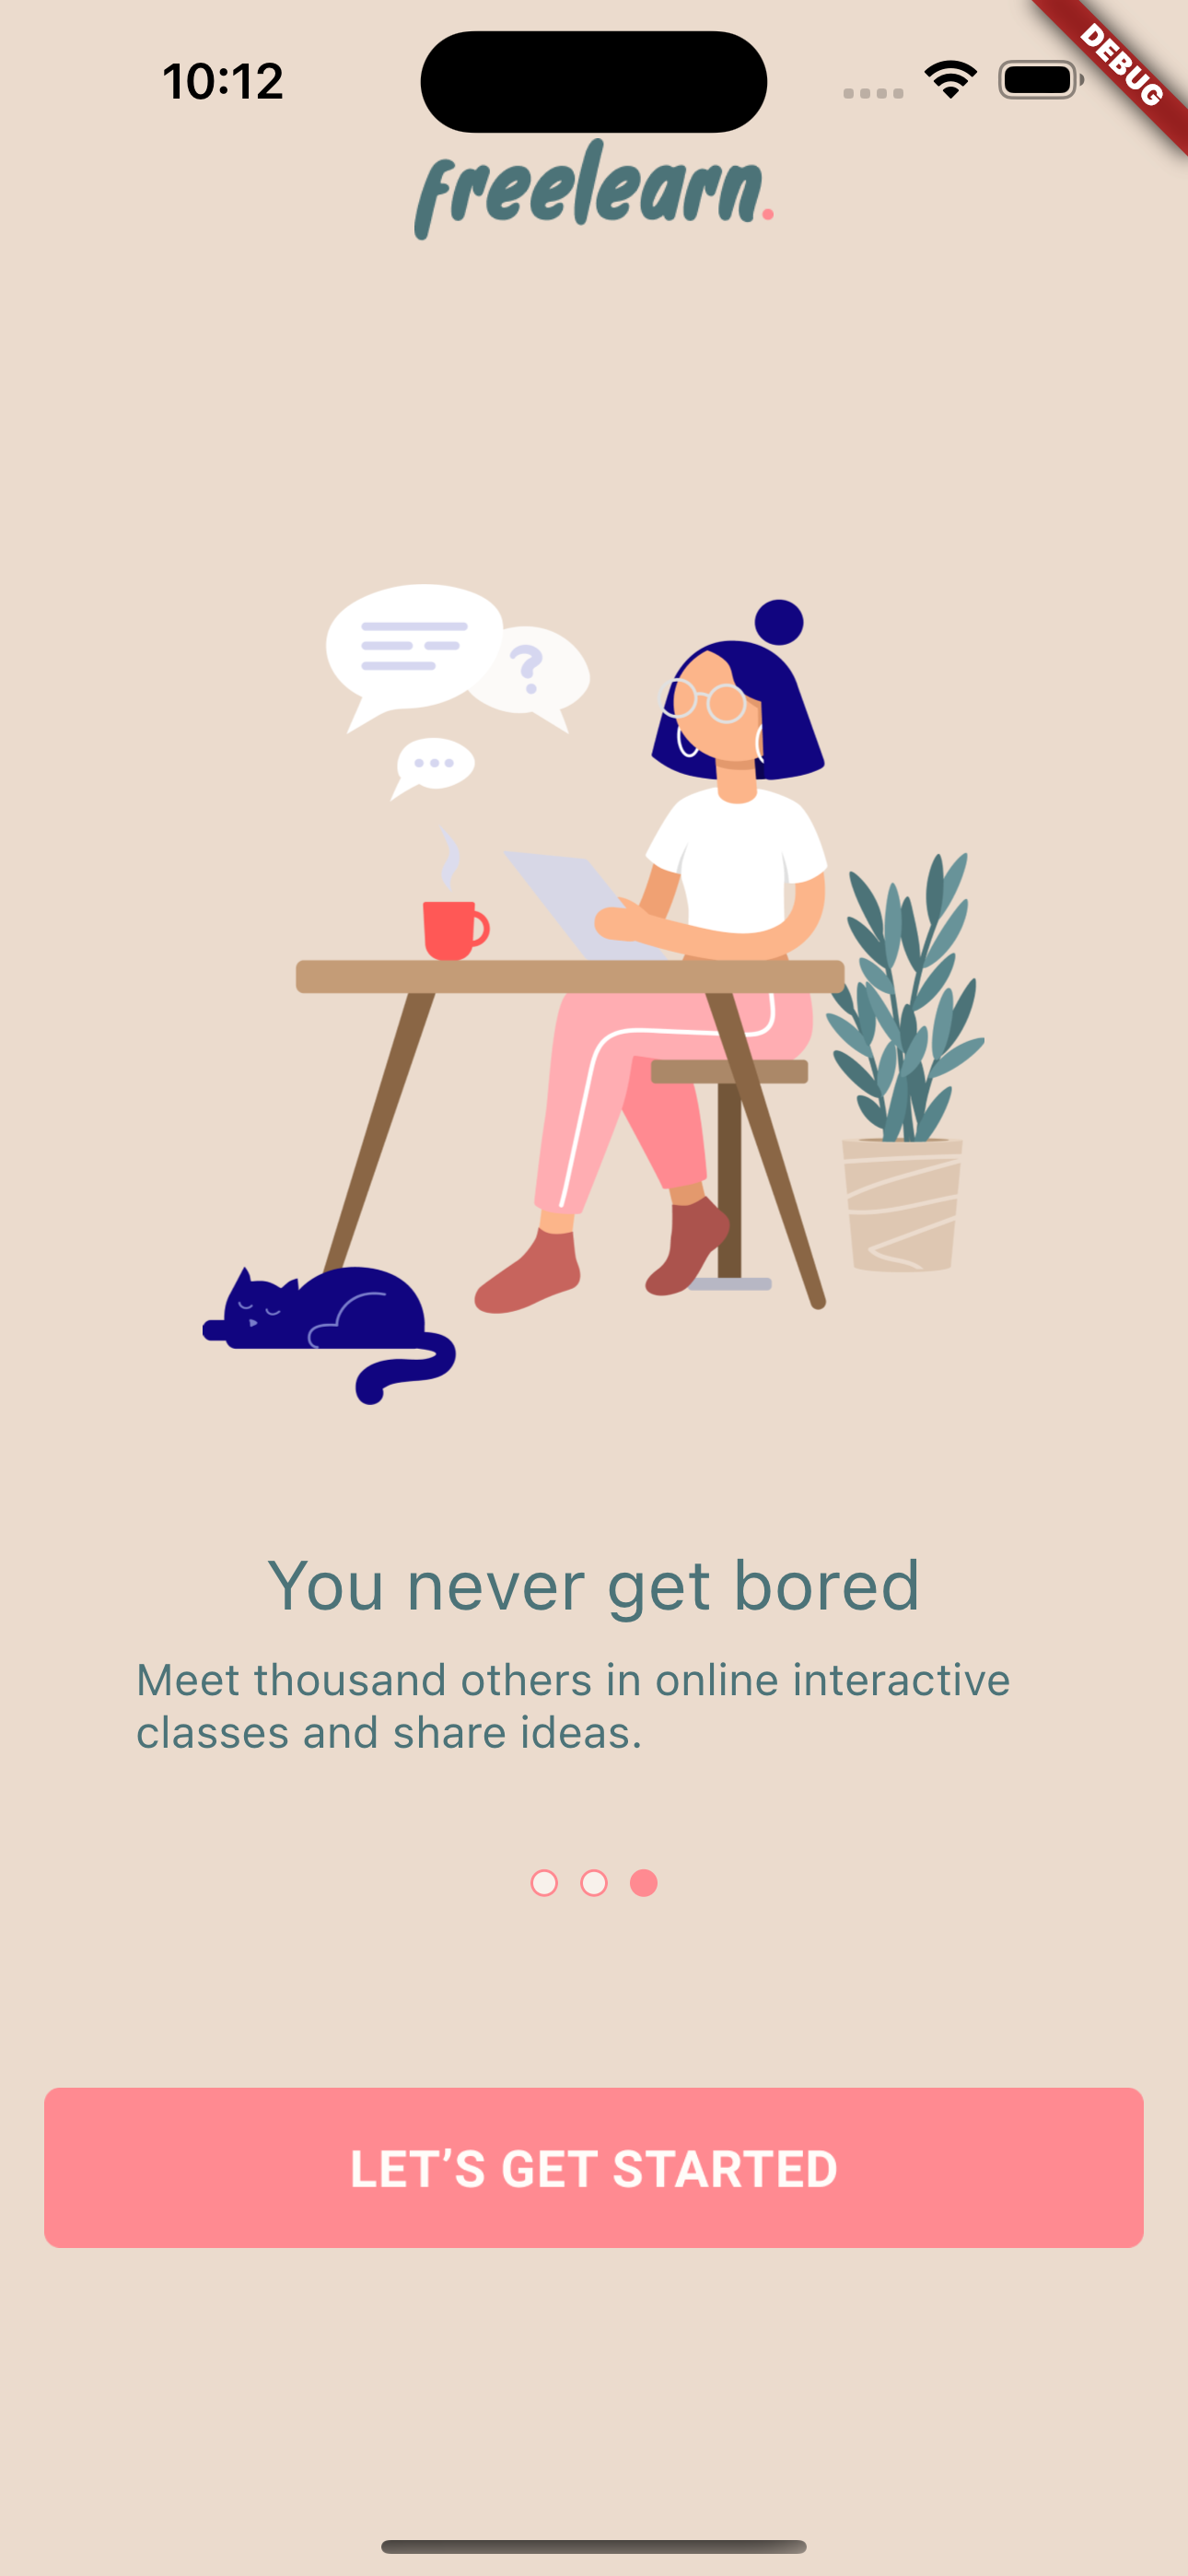 10:12
DEBUG
freelearn.
?
You never get bored
Meet thousand others in online interactive
classes and share ideas.
LET’S GET STARTED